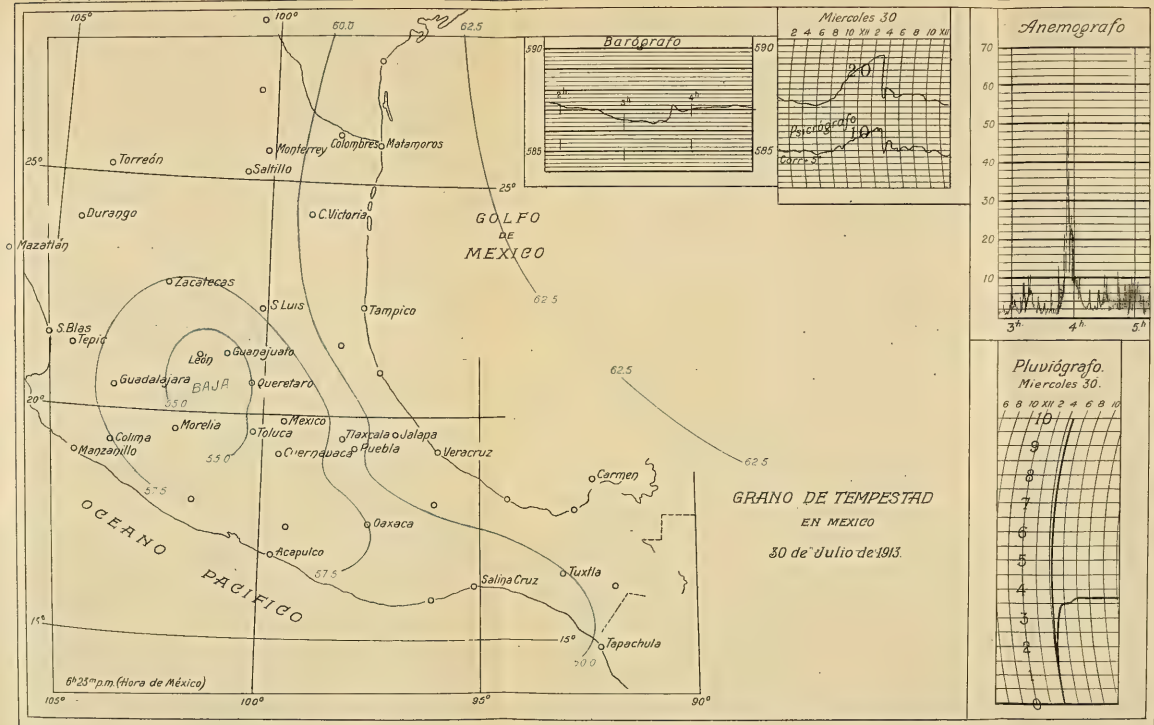 105°
100°
60.0
62.5
Torreón
Monterrey
Saltillo
Colombres
Matamoros
25°
25°
Durango
C. Victoria
GOLFO
DE
MEXICO
Mazatlán
Zacatecas
S. Luis
Tampico
62.5
S. Blas
Tepic
León
Guanajuato
Guadalajara
BAJA
Queretaro
62.5
20°
55.0
Morelia
Mexico
Toluca
Tlaxcala
Jalapa
Colima
Manzanillo
55.0
Cuernavaca
Puebla
Veracruz
62.5
57.5
Carmen
OCEANO
PACIFICO
Oaxaca
Acapulco
57.5
Salina Cruz
Tuxtla
15°
15°
Tapachula
6h 23m p.m. (Hora de México)
105°
100°
95°
90°
GRANO DE TEMPESTAD
EN MEXICO
30 de Julio de 1913.
Barógrafo
590
590
2h
3h
4h
585
585
Miercoles 30
2 4 6 8 10 XII 2 4 6 8 10 XII
20
Psicrógrafo
10
Anemografo
70
60
50
40
30
20
10
3h 4h 5h
Pluviógrafo.
Miercoles 30.
6 8 10 XII 2 4 6 8 10
10
9
8
7
6
5
4
3
2
1
0